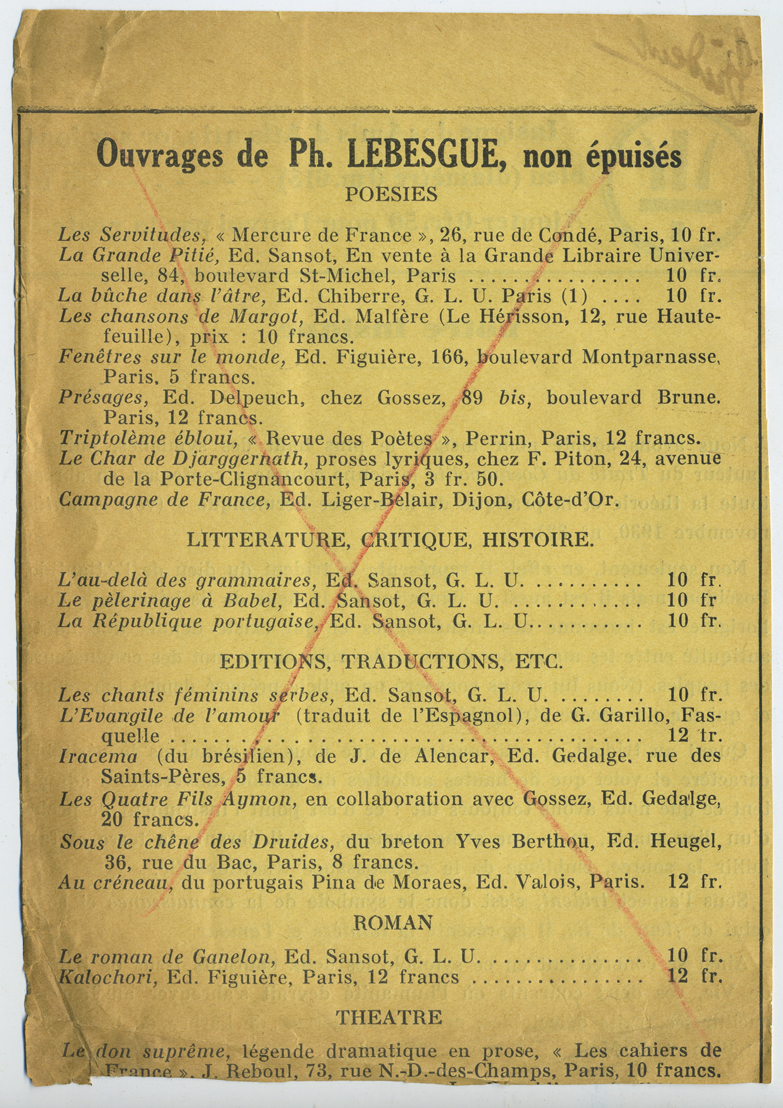 Ouvrages de Ph. LEBESGUE, non épuisés
POESIES
Les Servitudes, « Mercure de France », 26, rue de Condé, Paris, 10 fr.
La Grande Pitié, Ed. Sansot, En vente à la Grande Libraire Univer-
selle, 84, boulevard St-Michel, Paris ................ 10 fr.
La bûche dans l'âtre, Ed. Chiberre, G. L. U. Paris (1) .... 10 fr.
Les chansons de Margot, Ed. Malfère (Le Hérisson, 12, rue Haute-
feuille), prix : 10 francs.
Fenêtres sur le monde, Ed. Figuière, 166, boulevard Montparnasse,
Paris. 5 francs.
Présages, Ed. Delpeuch, chez Gossez, 89 bis, boulevard Brune.
Paris, 12 francs.
Triptolème ébloui, « Revue des Poètes », Perrin, Paris, 12 francs.
Le Char de Djarggernath, proses lyriques, chez F. Piton, 24, avenue
de la Porte-Clignancourt, Paris, 3 fr. 50.
Campagne de France, Ed. Liger-Bélair, Dijon, Côte-d'Or.
LITTERATURE, CRITIQUE, HISTOIRE.
L'au-delà des grammaires, Ed. Sansot, G. L. U. .......... 10 fr.
Le pèlerinage à Babel, Ed. Sansot, G. L. U. ............ 10 fr
La République portugaise, Ed. Sansot, G. L. U........... 10 fr.
EDITIONS, TRADUCTIONS, ETC.
Les chants féminins serbes, Ed. Sansot, G. L. U. ........ 10 fr.
L'Evangile de l'amour (traduit de l'Espagnol), de G. Garillo, Fas-
quelle ............................................ 12 fr.
Iracema (du brésilien), de J. de Alencar, Ed. Gedalge, rue des
Saints-Pères, 5 francs.
Les Quatre Fils Aymon, en collaboration avec Gossez, Ed. Gedalge,
20 francs.
Sous le chêne des Druides, du breton Yves Berthou, Ed. Heugel,
36, rue du Bac, Paris, 8 francs.
Au créneau, du portugais Pina de Moraes, Ed. Valois, Paris. 12 fr.
ROMAN
Le roman de Ganelon, Ed. Sansot, G. L. U. .............. 10 fr.
Kalochori, Ed. Figuière, Paris, 12 francs ................ 12 fr.
THEATRE
Le don suprême, légende dramatique en prose, « Les cahiers de
France », J. Reboul, 73, rue N.-D.-des-Champs, Paris, 10 francs.